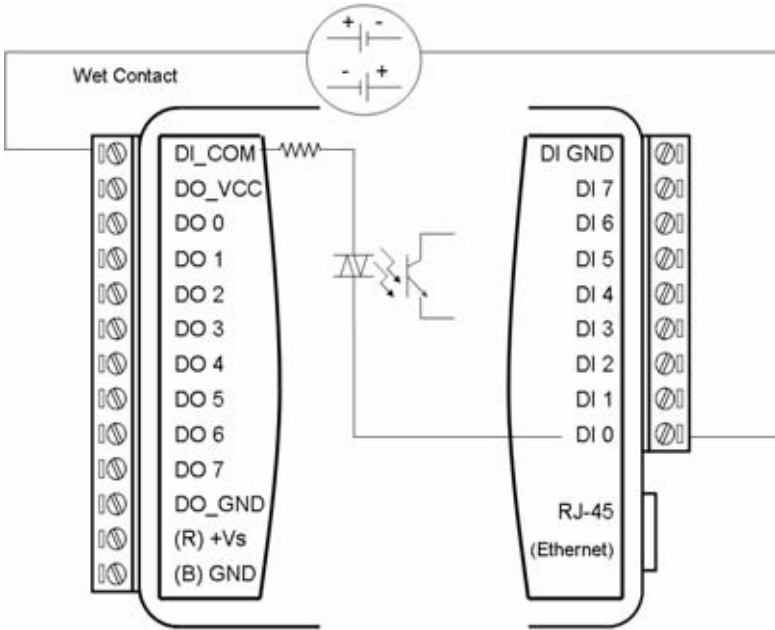 + -
- +
Wet Contact
DI_COM
DO_VCC
DO 0
DO 1
DO 2
DO 3
DO 4
DO 5
DO 6
DO 7
DO_GND
(R) +Vs
(B) GND
DI GND
DI 7
DI 6
DI 5
DI 4
DI 3
DI 2
DI 1
DI 0
RJ-45
(Ethernet)